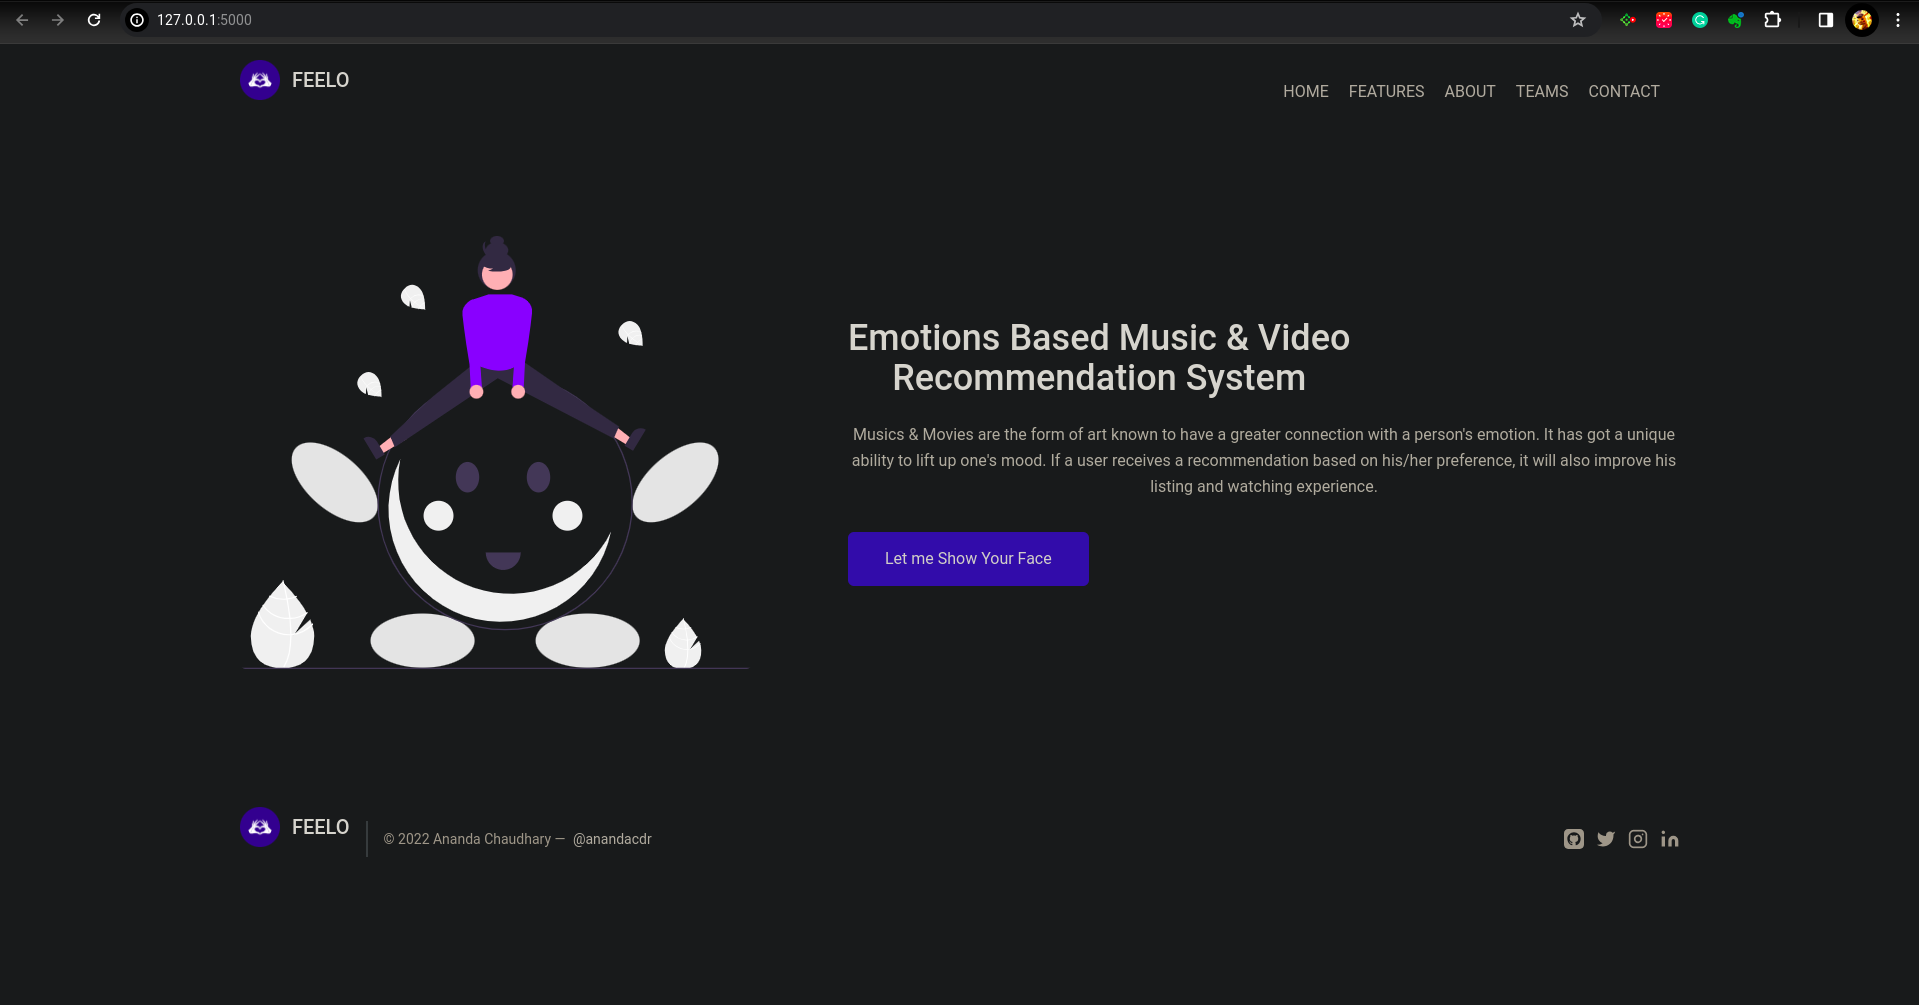 127.0.0.1:5000
FEELO
HOME FEATURES ABOUT TEAMS CONTACT
Emotions Based Music & Video
Recommendation System
Musics & Movies are the form of art known to have a greater connection with a person's emotion. It has got a unique
ability to lift up one's mood. If a user receives a recommendation based on his/her preference, it will also improve his
listing and watching experience.
Let me Show Your Face
FEELO
© 2022 Ananda Chaudhary — @anandacdr